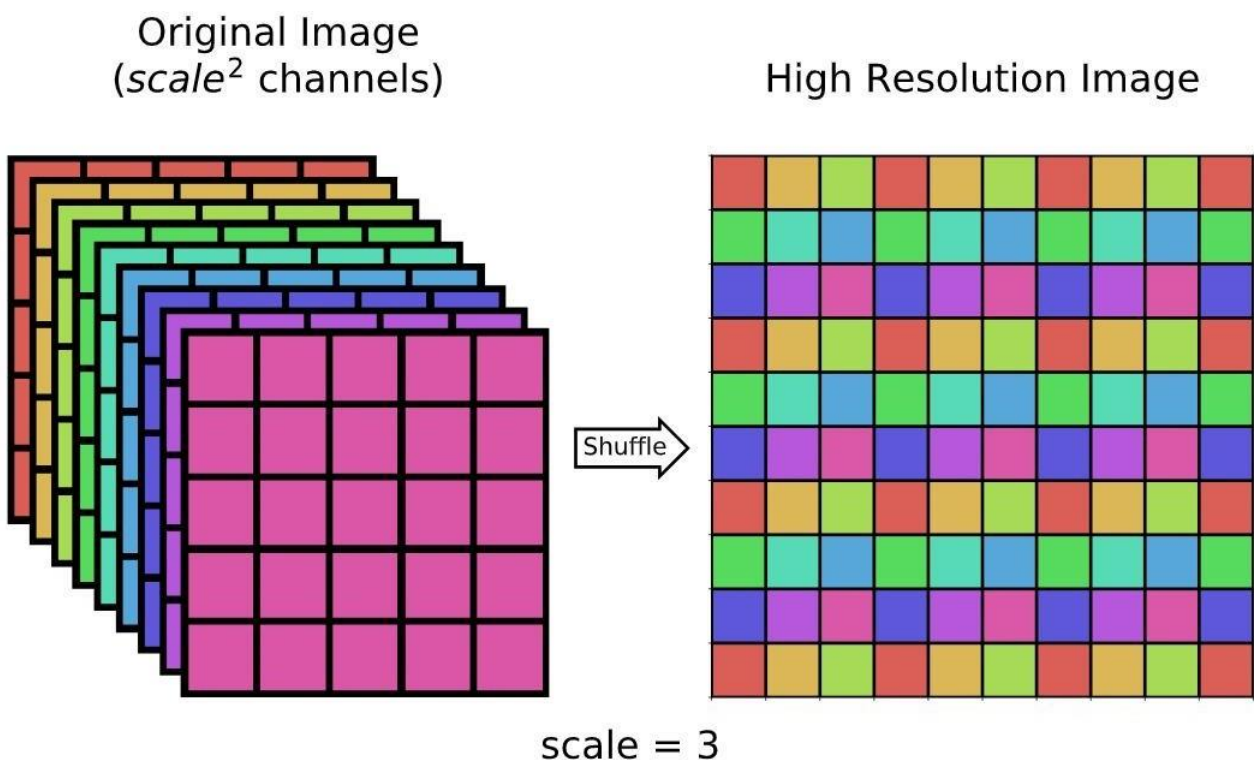 Original Image
(scale² channels)
High Resolution Image
Shuffle
scale = 3